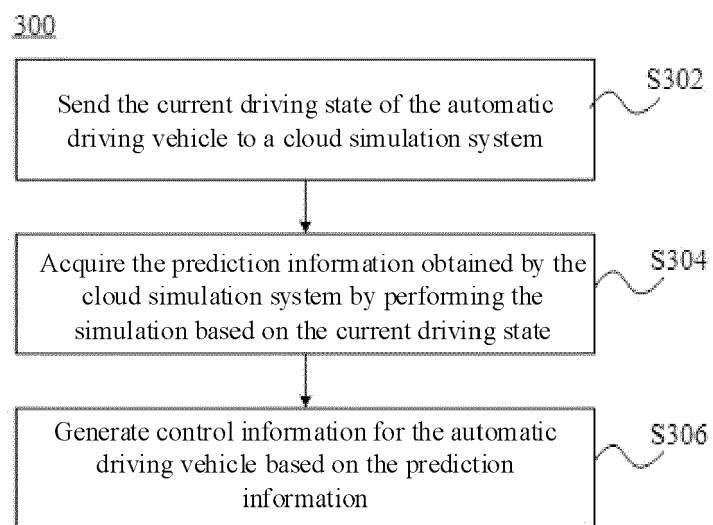 300
Send the current driving state of the automatic
driving vehicle to a cloud simulation system
S302
Acquire the prediction information obtained by the
cloud simulation system by performing the
simulation based on the current driving state
S304
Generate control information for the automatic
driving vehicle based on the prediction
information
S306